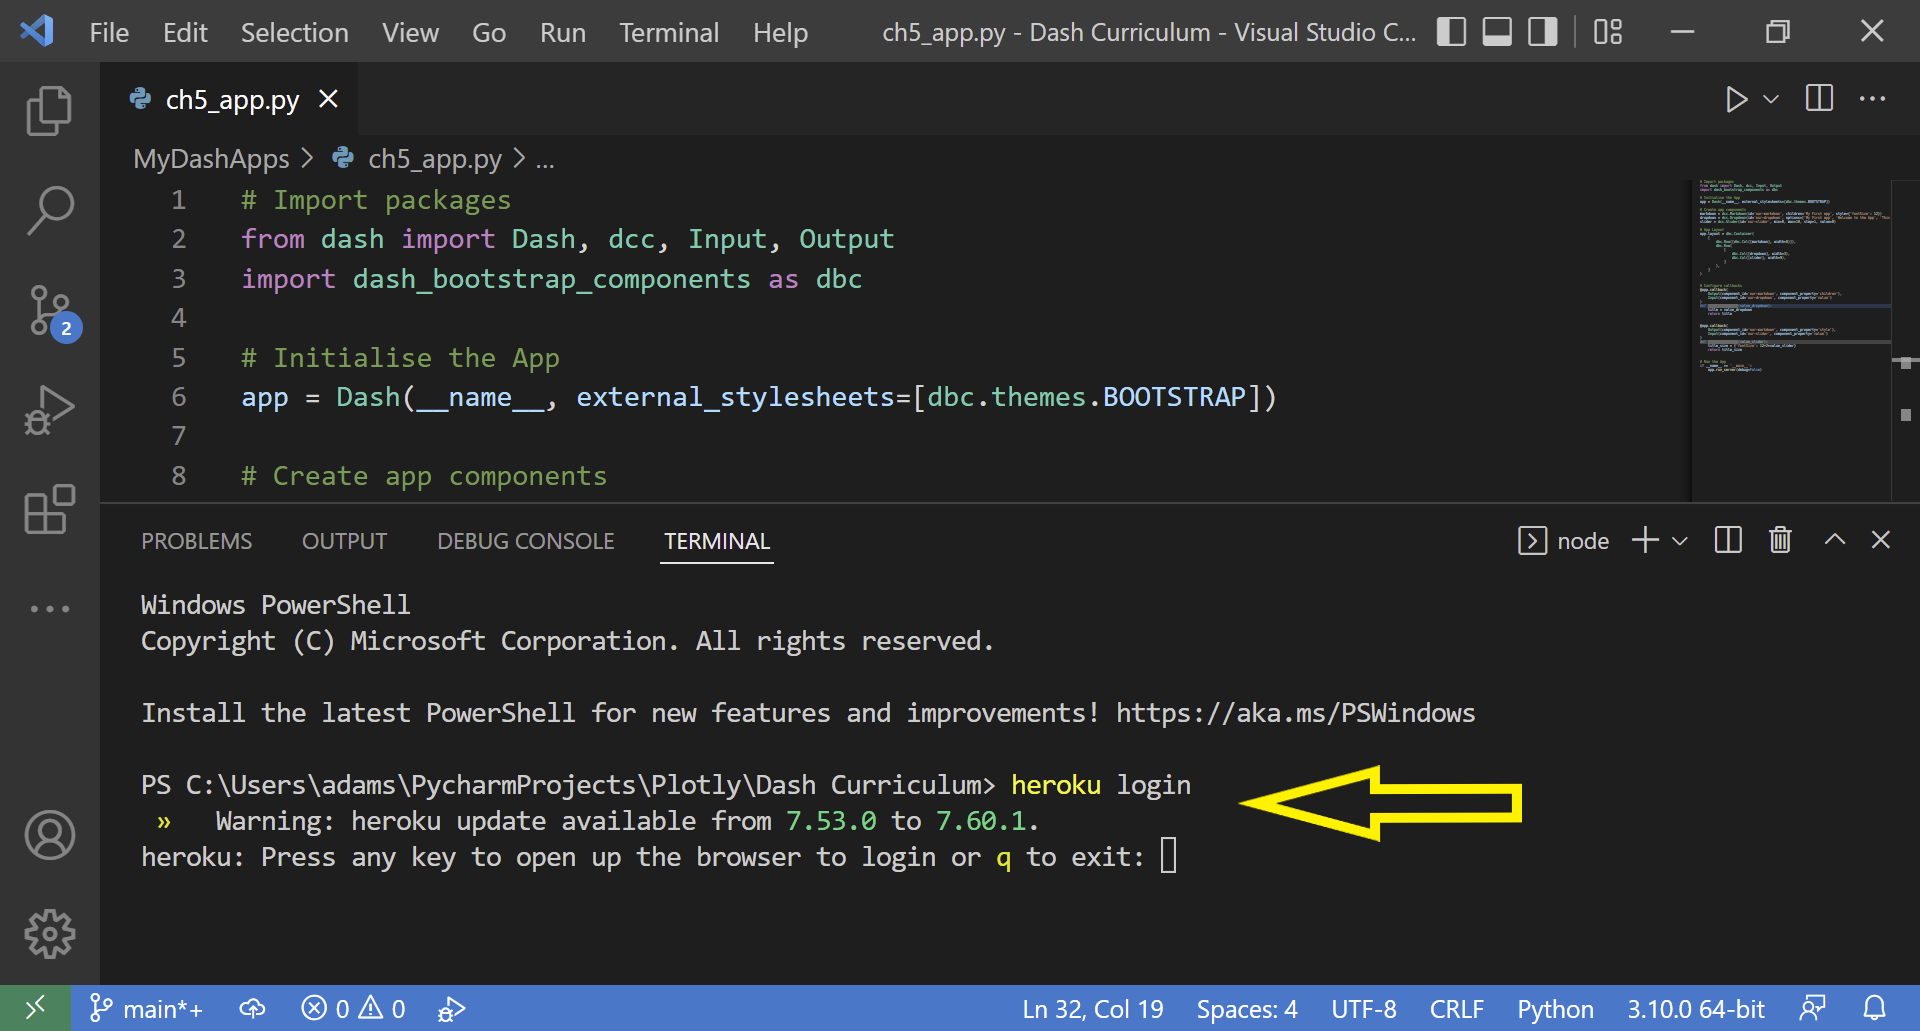 File Edit Selection View Go Run Terminal Help ch5_app.py - Dash Curriculum - Visual Studio C...
ch5_app.py
MyDashApps > ch5_app.py > ...
1 # Import packages
2 from dash import Dash, dcc, Input, Output
3 import dash_bootstrap_components as dbc
4
5 # Initialise the App
6 app = Dash(__name__, external_stylesheets=[dbc.themes.BOOTSTRAP])
7
8 # Create app components
2
PROBLEMS OUTPUT DEBUG CONSOLE TERMINAL node
Windows PowerShell
Copyright (C) Microsoft Corporation. All rights reserved.
Install the latest PowerShell for new features and improvements! https://aka.ms/PSWindows
PS C:\Users\adams\PycharmProjects\Plotly\Dash Curriculum> heroku login
» Warning: heroku update available from 7.53.0 to 7.60.1.
heroku: Press any key to open up the browser to login or q to exit:
main*+ 0 0 Ln 32, Col 19 Spaces: 4 UTF-8 CRLF Python 3.10.0 64-bit